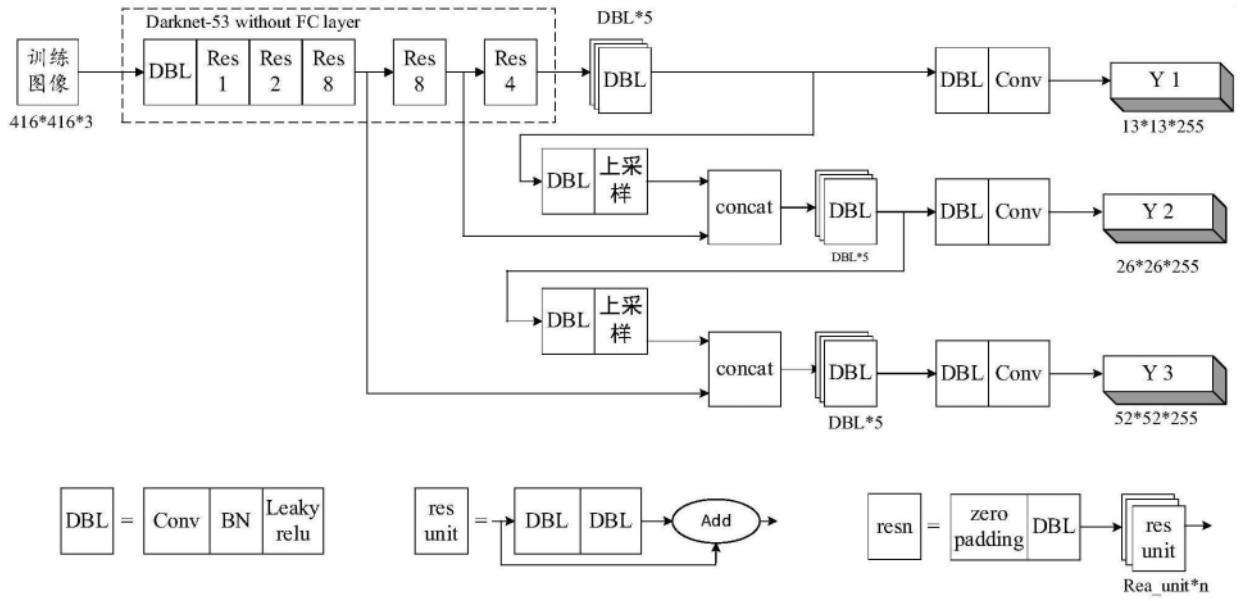 Darknet-53 without FC layer
DBL*5
训练
图像
416*416*3
DBL
Res
1
Res
2
Res
8
Res
8
Res
4
DBL
DBL
Conv
Y 1
13*13*255
DBL
上采
样
concat
DBL
DBL*5
DBL
Conv
Y 2
26*26*255
DBL
上采
样
concat
DBL
DBL*5
DBL
Conv
Y 3
52*52*255
DBL
=
Conv
BN
Leaky
relu
res
unit
=
DBL
DBL
Add
resn
=
zero
padding
DBL
res
unit
Rea_unit*n